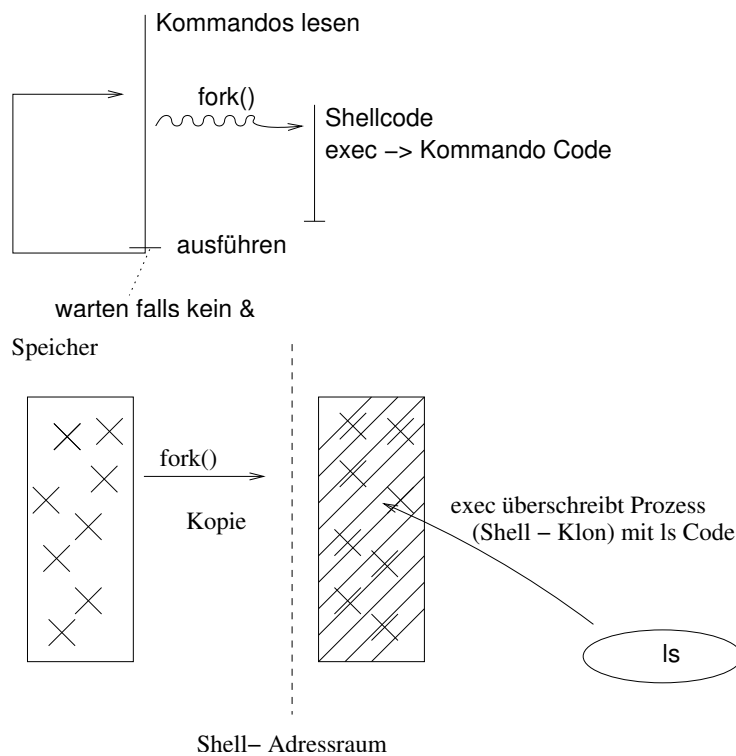 Kommandos lesen
fork()
Shellcode
exec −> Kommando Code
ausführen
warten falls kein &
Speicher
fork()
Kopie
exec überschreibt Prozess
(Shell − Klon) mit ls Code
ls
Shell− Adressraum